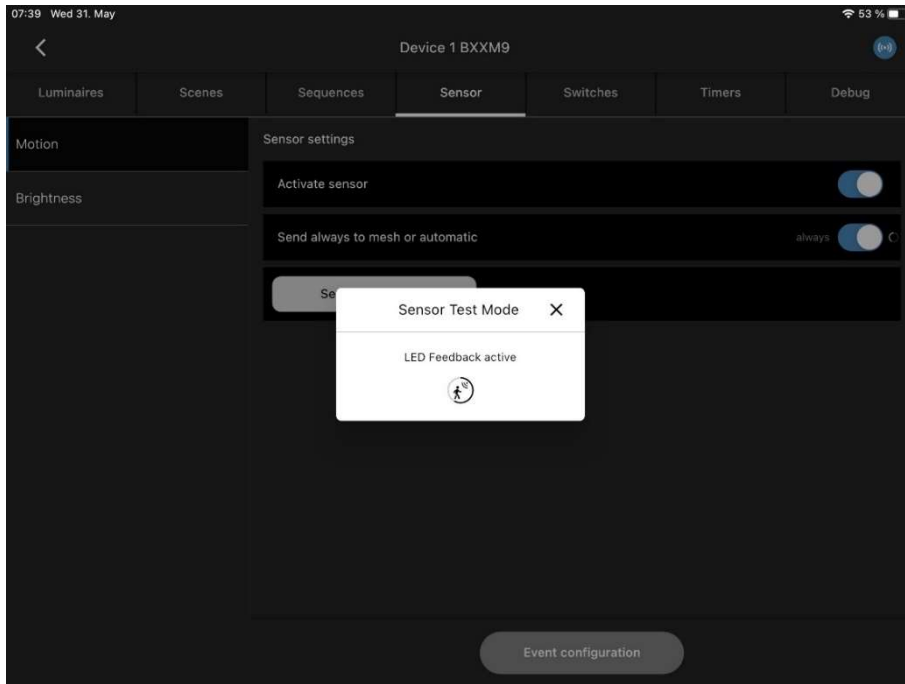 07:39 Wed 31. May
53 %
Device 1 BXXM9
Luminaires Scenes Sequences Sensor Switches Timers Debug
Motion
Brightness
Sensor settings
Activate sensor
Send always to mesh or automatic always
Sensor Test Mode
LED Feedback active
Event configuration